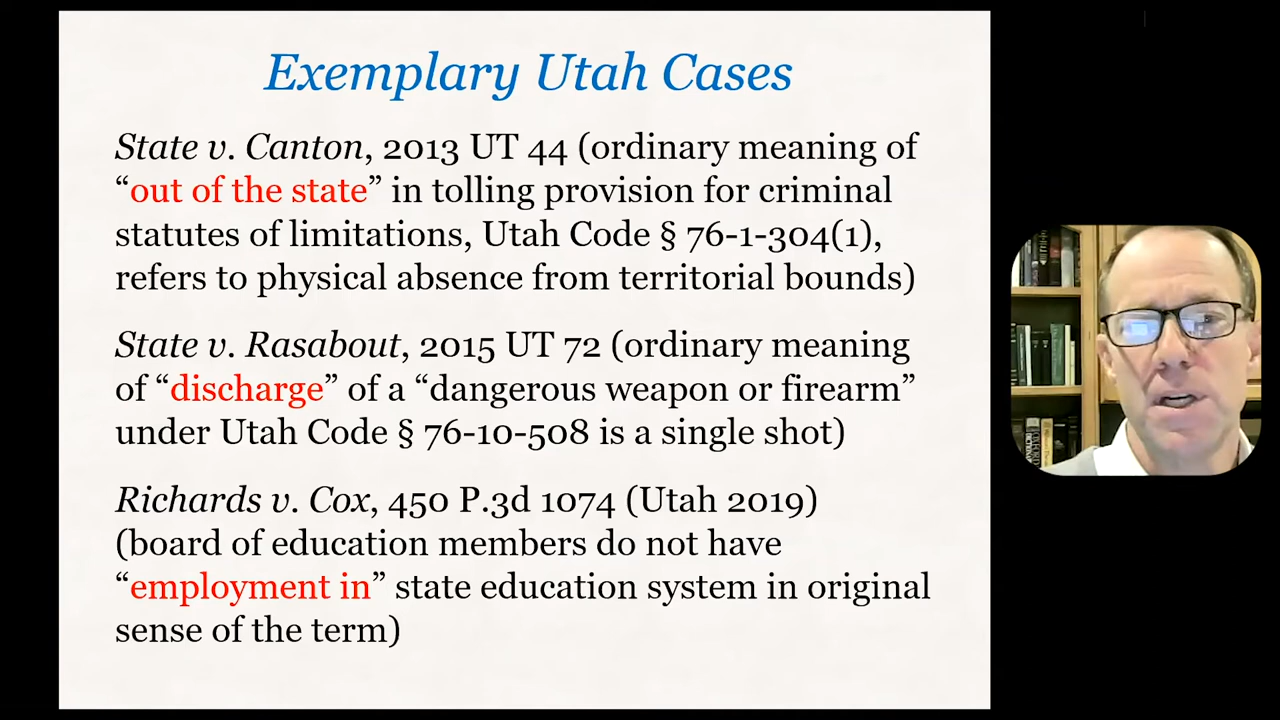 Exemplary Utah Cases
State v. Canton, 2013 UT 44 (ordinary meaning of
“out of the state” in tolling provision for criminal
statutes of limitations, Utah Code § 76-1-304(1),
refers to physical absence from territorial bounds)
State v. Rasabout, 2015 UT 72 (ordinary meaning
of “discharge” of a “dangerous weapon or firearm”
under Utah Code § 76-10-508 is a single shot)
Richards v. Cox, 450 P.3d 1074 (Utah 2019)
(board of education members do not have
“employment in” state education system in original
sense of the term)